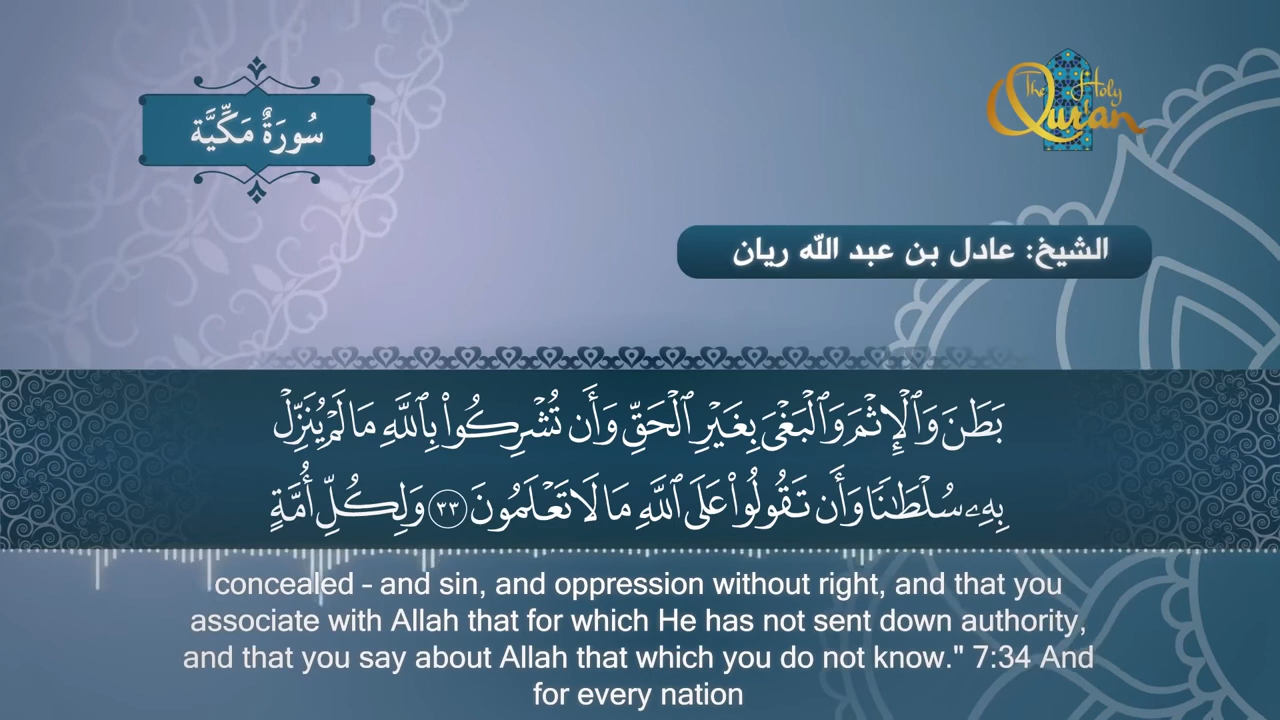 سُورَةٌ مَكِّيَّة
The Holy
Qur'an
الشيخ: عادل بن عبد الله ريان
بَطَنَ وَٱلْإِثْمَ وَٱلْبَغْىَ بِغَيْرِ ٱلْحَقِّ وَأَن تُشْرِكُوا۟ بِٱللَّهِ مَا لَمْ يُنَزِّلْ
بِهِۦ سُلْطَـٰنًا وَأَن تَقُولُوا۟ عَلَى ٱللَّهِ مَا لَا تَعْلَمُونَ ٣٣ وَلِكُلِّ أُمَّةٍ
concealed – and sin, and oppression without right, and that you
associate with Allah that for which He has not sent down authority,
and that you say about Allah that which you do not know." 7:34 And
for every nation